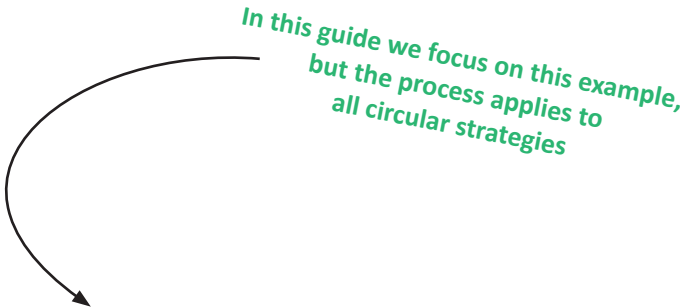 In this guide we focus on this example,
but the process applies to
all circular strategies